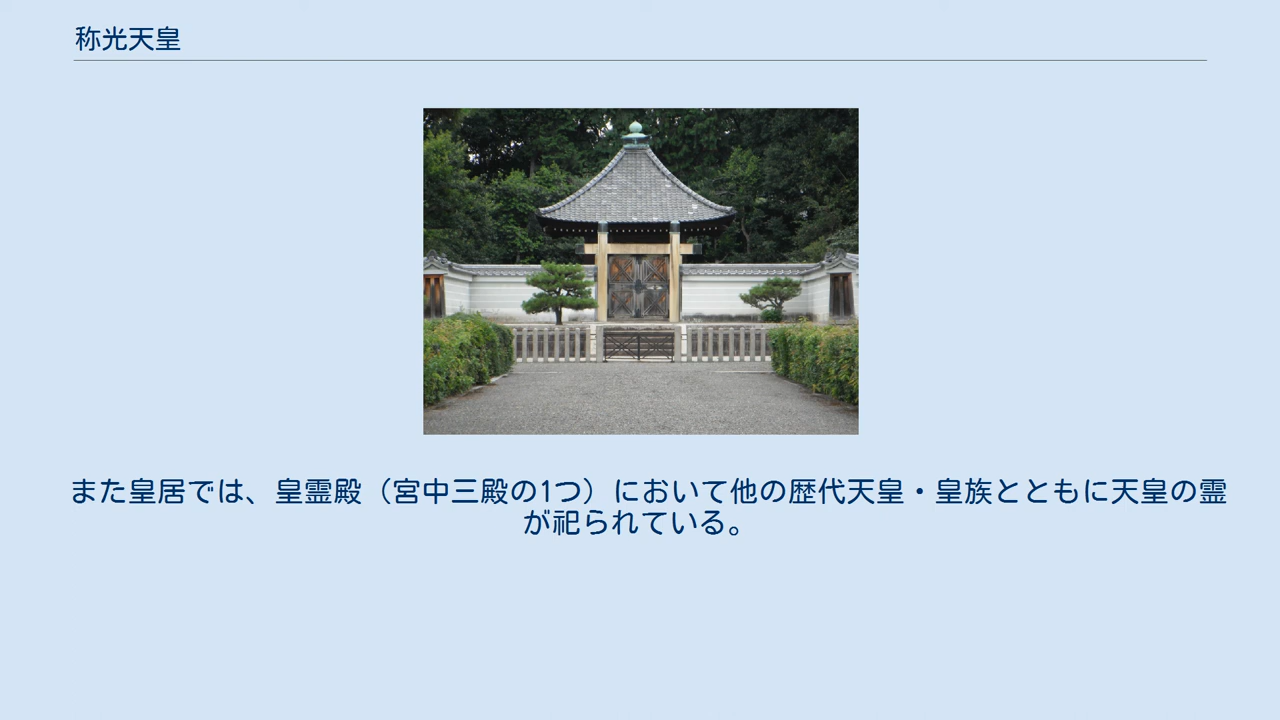 称光天皇
また皇居では、皇霊殿（宮中三殿の1つ）において他の歴代天皇・皇族とともに天皇の霊
が祀られている。